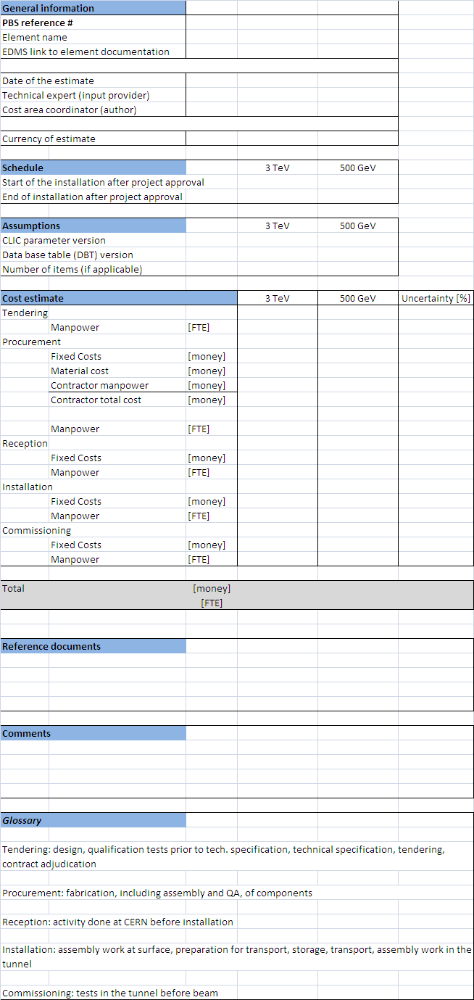 General information
PBS reference #
Element name
EDMS link to element documentation
Date of the estimate
Technical expert (input provider)
Cost area coordinator (author)
Currency of estimate
Schedule 3 TeV 500 GeV
Start of the installation after project approval
End of installation after project approval
Assumptions 3 TeV 500 GeV
CLIC parameter version
Data base table (DBT) version
Number of items (if applicable)
Cost estimate 3 TeV 500 GeV Uncertainty [%]
Tendering
Manpower [FTE]
Procurement
Fixed Costs [money]
Material cost [money]
Contractor manpower [money]
Contractor total cost [money]
Manpower [FTE]
Reception
Fixed Costs [money]
Manpower [FTE]
Installation
Fixed Costs [money]
Manpower [FTE]
Commissioning
Fixed Costs [money]
Manpower [FTE]
Total [money]
[FTE]
Reference documents
Comments
Glossary
Tendering: design, qualification tests prior to tech. specification, technical specification, tendering,
contract adjudication
Procurement: fabrication, including assembly and QA, of components
Reception: activity done at CERN before installation
Installation: assembly work at surface, preparation for transport, storage, transport, assembly work in the
tunnel
Commissioning: tests in the tunnel before beam